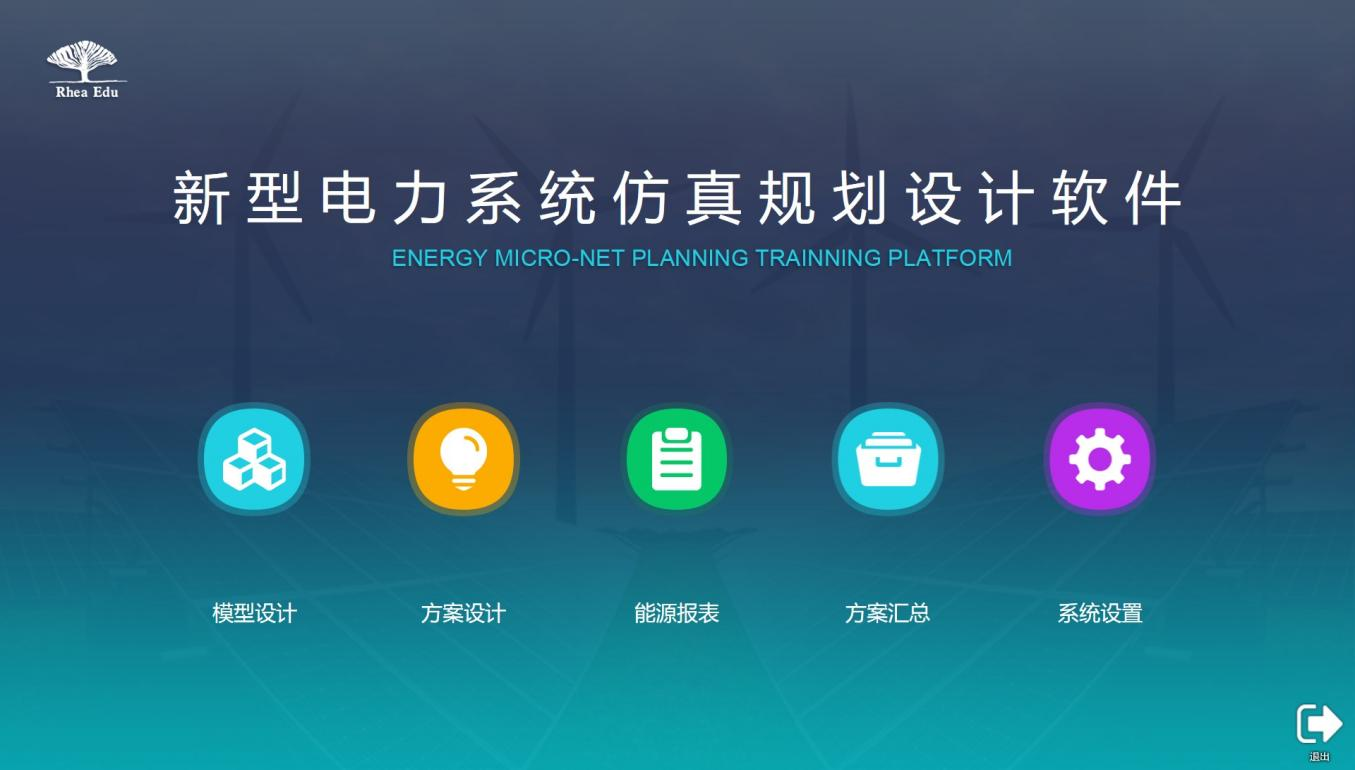 Rhea Edu
新型电力系统仿真规划设计软件
ENERGY MICRO-NET PLANNING TRAINNING PLATFORM
模型设计
方案设计
能源报表
方案汇总
系统设置
退出